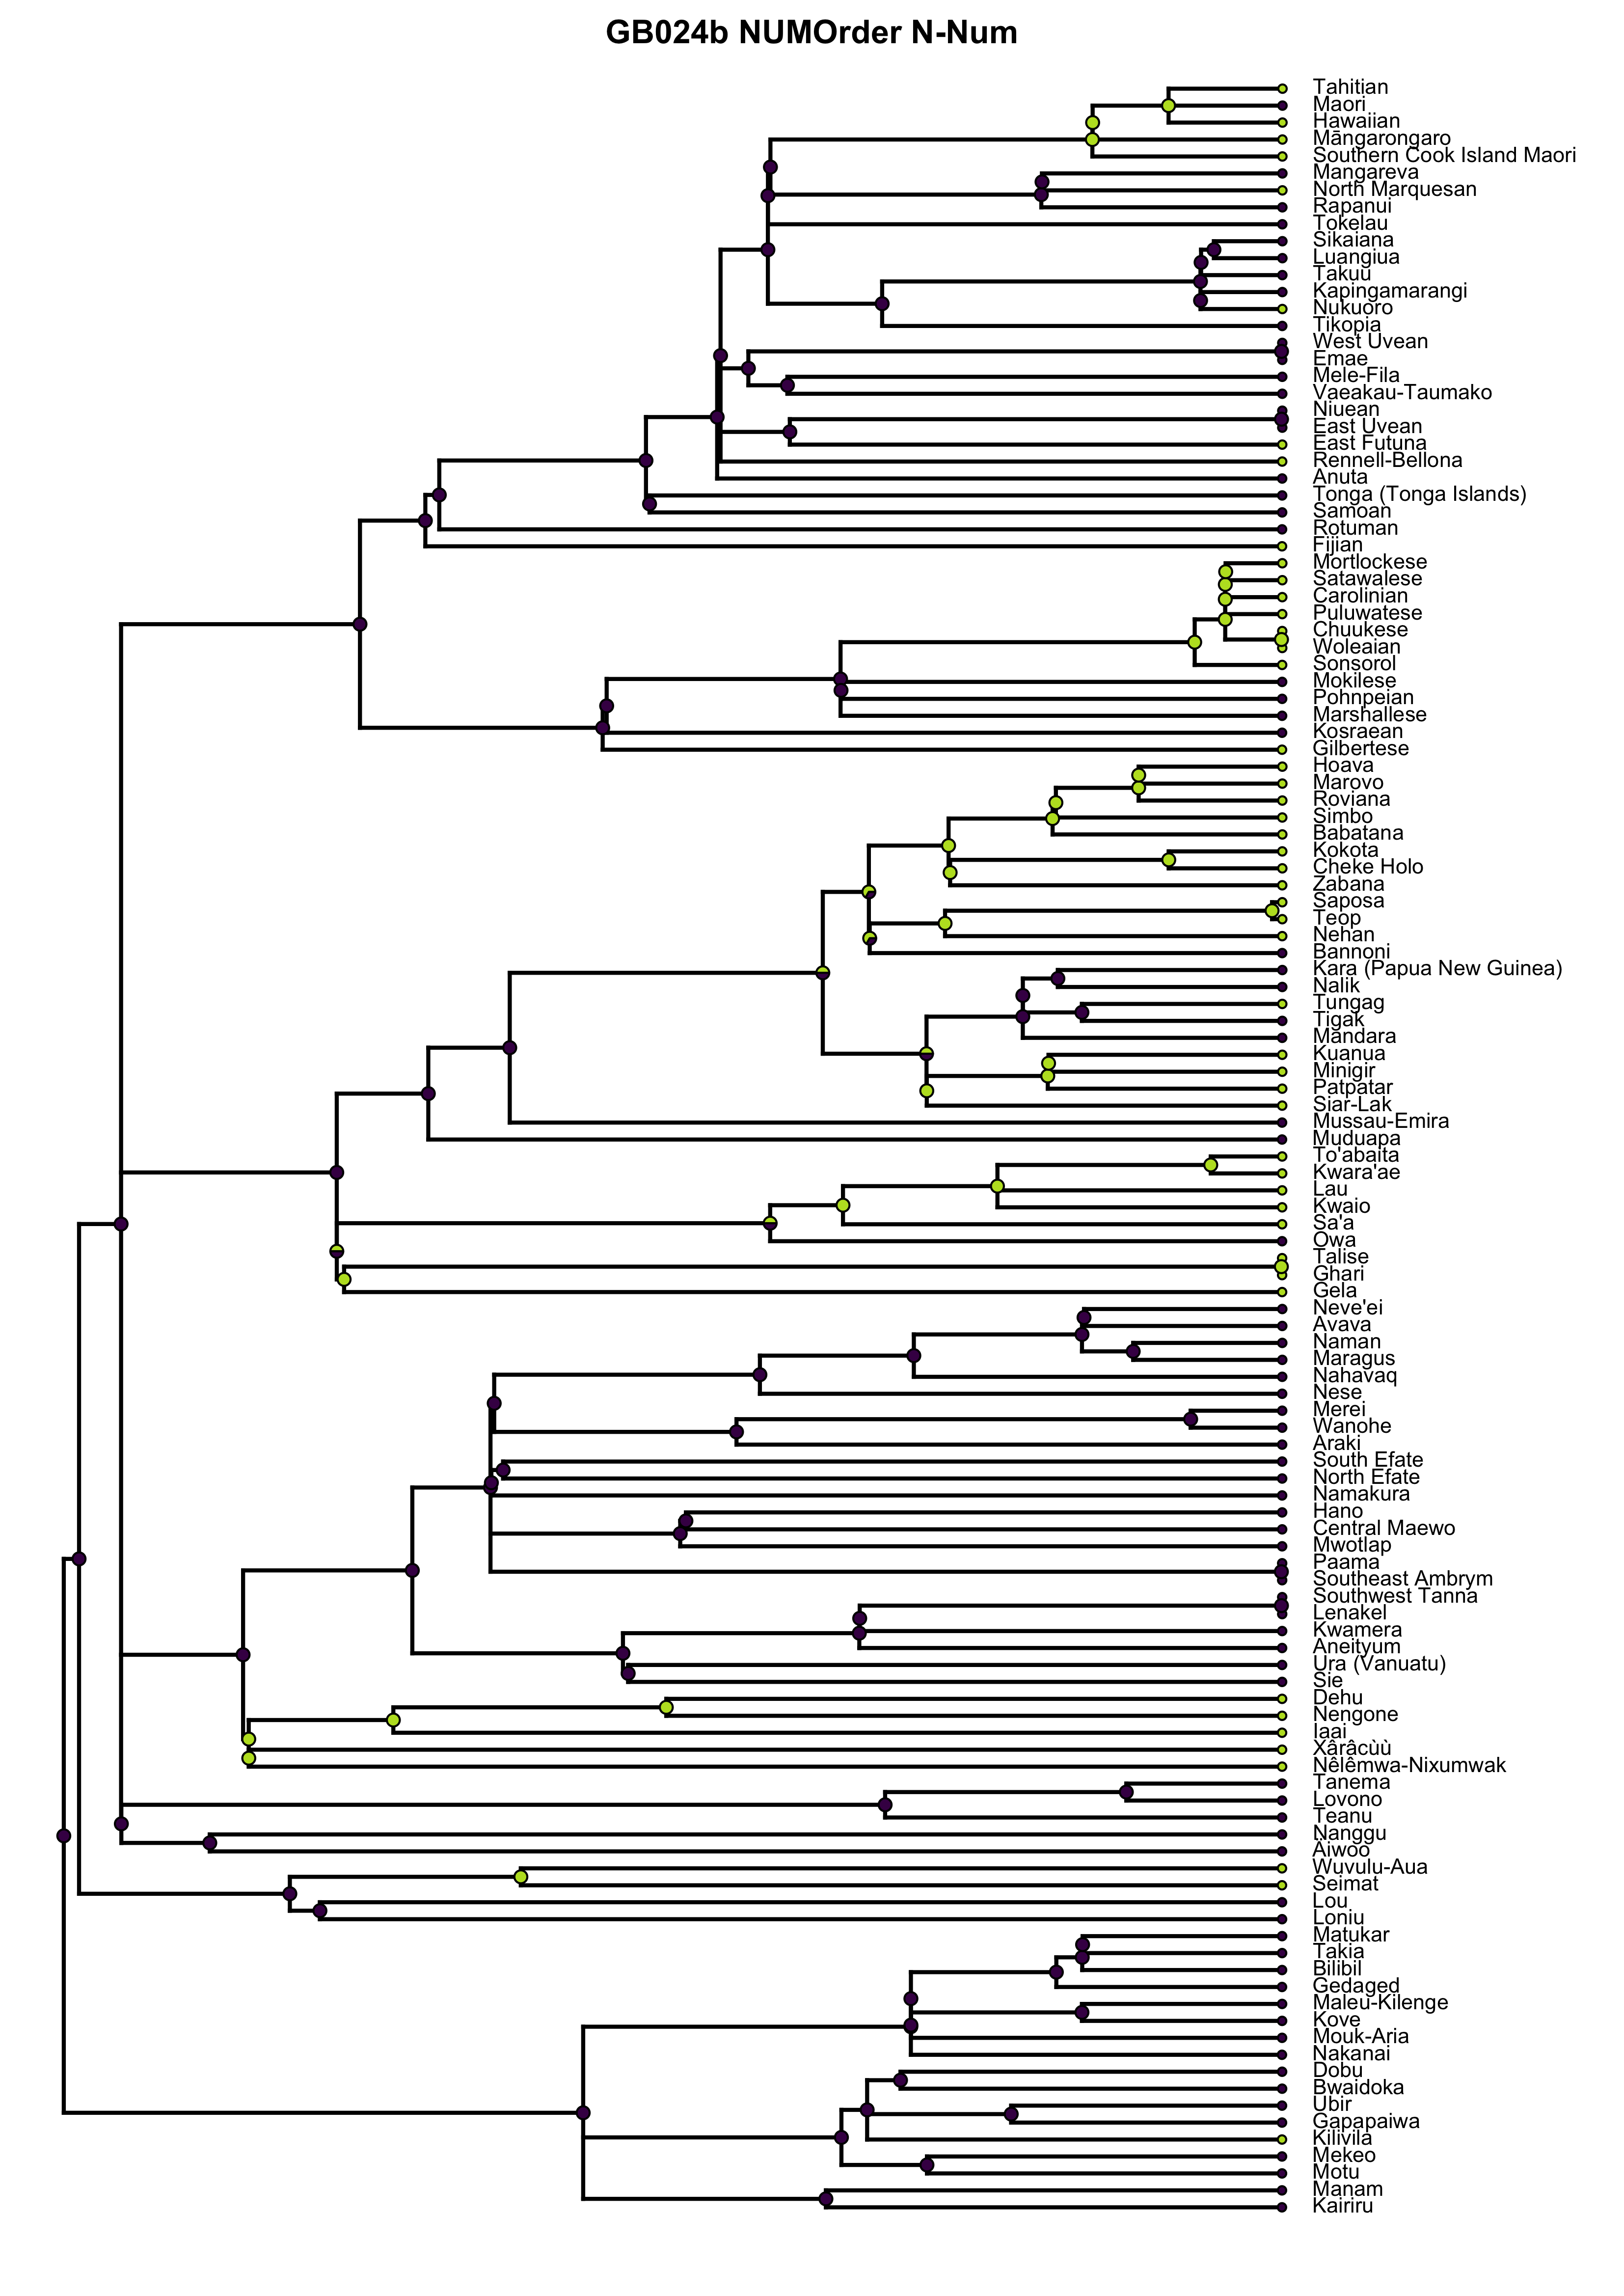 GB024b NUMOrder N-Num
Tahitian
Maori
Hawaiian
Māngarongaro
Southern Cook Island Maori
Mangareva
North Marquesan
Rapanui
Tokelau
Sikaiana
Luangiua
Takuu
Kapingamarangi
Nukuoro
Tikopia
West Uvean
Emae
Mele-Fila
Vaeakau-Taumako
Niuean
East Uvean
East Futuna
Rennell-Bellona
Anuta
Tonga (Tonga Islands)
Samoan
Rotuman
Fijian
Mortlockese
Satawalese
Carolinian
Puluwatese
Chuukese
Woleaian
Sonsorol
Mokilese
Pohnpeian
Marshallese
Kosraean
Gilbertese
Hoava
Marovo
Roviana
Simbo
Babatana
Kokota
Cheke Holo
Zabana
Saposa
Teop
Nehan
Bannoni
Kara (Papua New Guinea)
Nalik
Tungag
Tigak
Mandara
Kuanua
Minigir
Patpatar
Siar-Lak
Mussau-Emira
Muduapa
To'abaita
Kwara'ae
Lau
Kwaio
Sa'a
Owa
Talise
Ghari
Gela
Neve'ei
Avava
Naman
Maragus
Nahavaq
Nese
Merei
Wanohe
Araki
South Efate
North Efate
Namakura
Hano
Central Maewo
Mwotlap
Paama
Southeast Ambrym
Southwest Tanna
Lenakel
Kwamera
Aneityum
Ura (Vanuatu)
Sie
Dehu
Nengone
Iaai
Xârâcùù
Nêlêmwa-Nixumwak
Tanema
Lovono
Teanu
Nanggu
Äiwoo
Wuvulu-Aua
Seimat
Lou
Loniu
Matukar
Takia
Bilibil
Gedaged
Maleu-Kilenge
Kove
Mouk-Aria
Nakanai
Dobu
Bwaidoka
Ubir
Gapapaiwa
Kilivila
Mekeo
Motu
Manam
Kairiru